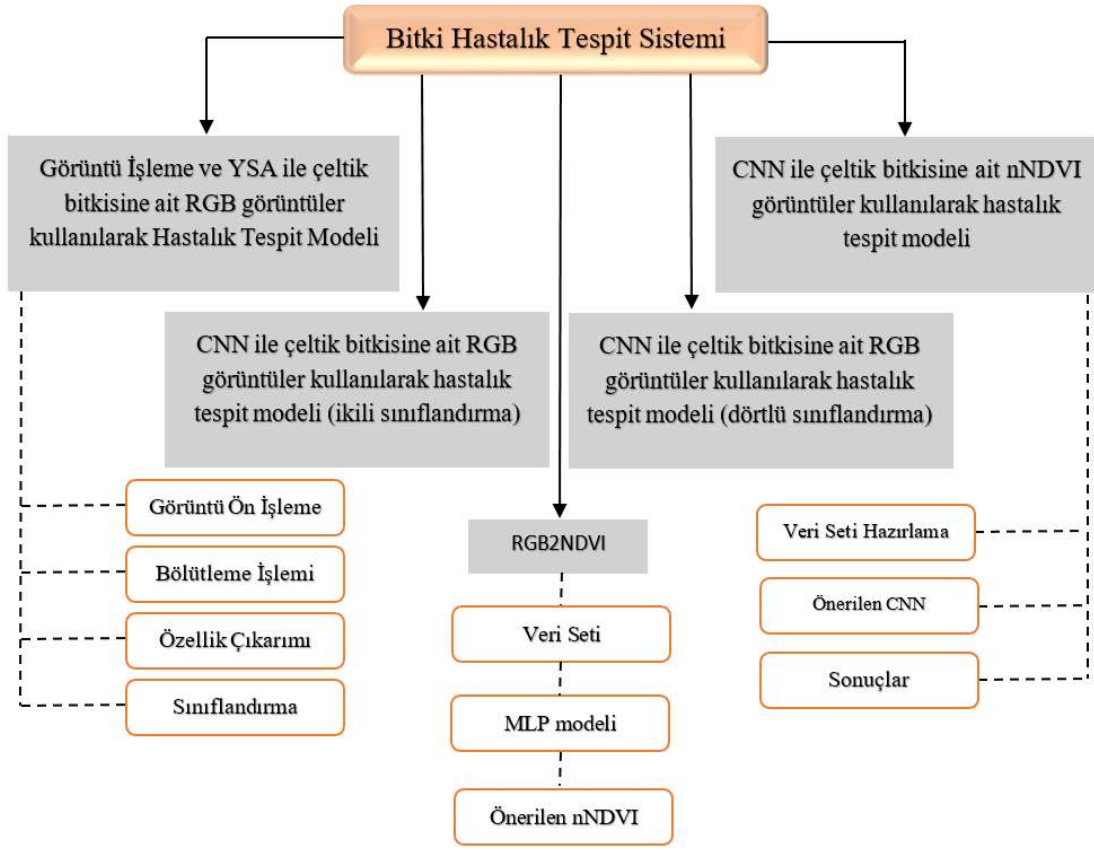 Bitki Hastalık Tespit Sistemi
Görüntü İşleme ve YSA ile çeltik
bitkisine ait RGB görüntüler
kullanılarak Hastalık Tespit Modeli
CNN ile çeltik bitkisine ait nNDVI
görüntüler kullanılarak hastalık
tespit modeli
CNN ile çeltik bitkisine ait RGB
görüntüler kullanılarak hastalık
tespit modeli (ikili sınıflandırma)
CNN ile çeltik bitkisine ait RGB
görüntüler kullanılarak hastalık
tespit modeli (dörtlü sınıflandırma)
Görüntü Ön İşleme
Bölütleme İşlemi
Özellik Çıkarımı
Sınıflandırma
RGB2NDVI
Veri Seti
MLP modeli
Önerilen nNDVI
Veri Seti Hazırlama
Önerilen CNN
Sonuçlar